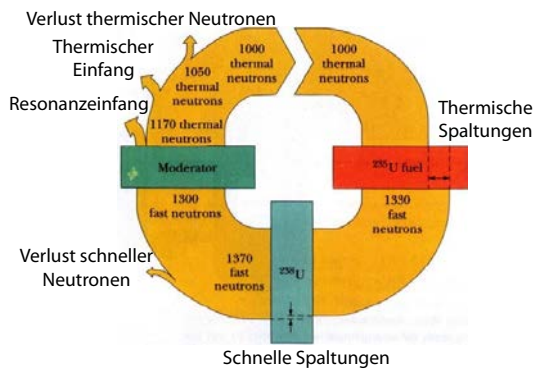 Verlust thermischer Neutronen
Thermischer
Einfang
Resonanzeinfang
1000
thermal
neutrons
1000
thermal
neutrons
1050
thermal
neutrons
1170 thermal
neutrons
Thermische
Spaltungen
Moderator
²³⁵U fuel
1300
fast neutrons
1330
fast
neutrons
Verlust schneller
Neutronen
1370
fast
neutrons
²³⁸U
Schnelle Spaltungen